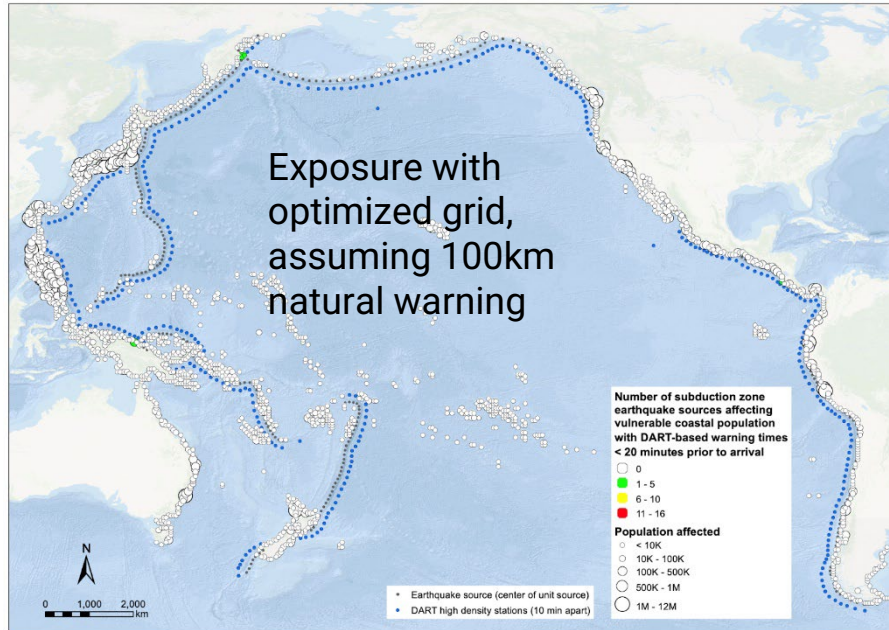 Exposure with
optimized grid,
assuming 100km
natural warning
Number of subduction zone
earthquake sources affecting
vulnerable coastal population
with DART-based warning times
< 20 minutes prior to arrival
0
1 - 5
6 - 10
11 - 16
Population affected
< 10K
10K - 100K
100K - 500K
500K - 1M
1M - 12M
N
0 1,000 2,000
km
Earthquake source (center of unit source)
DART high density stations (10 min apart)